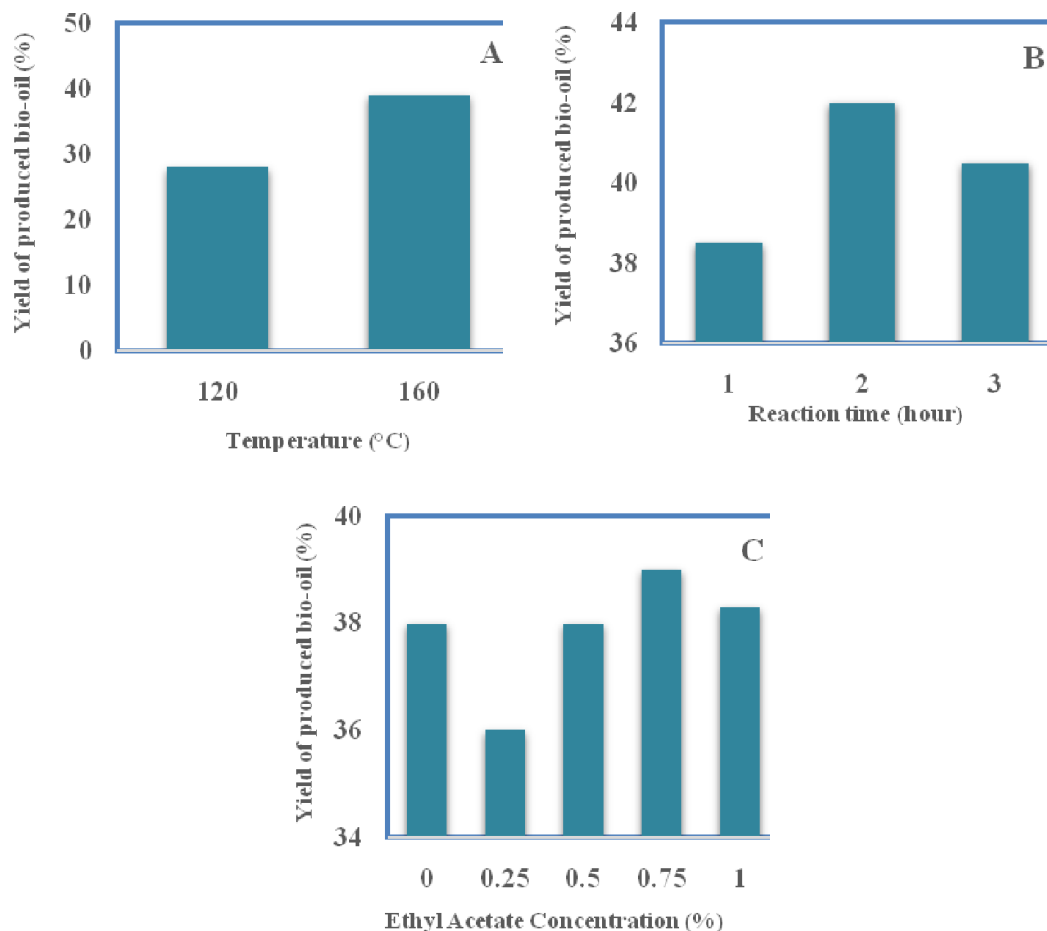 A
Yield of produced bio-oil (%)
50
40
30
20
10
0
120 160
Temperature (°C)
B
Yield of produced bio-oil (%)
44
42
40
38
36
1 2 3
Reaction time (hour)
C
Yield of produced bio-oil (%)
40
38
36
34
0 0.25 0.5 0.75 1
Ethyl Acetate Concentration (%)